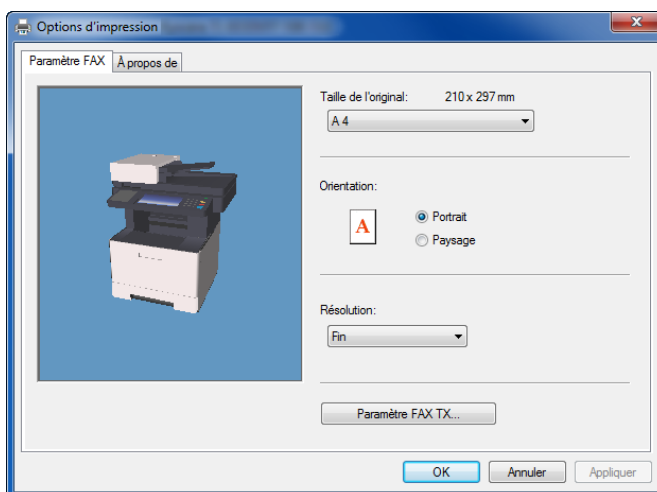 Options d'impression
Paramètre FAX
À propos de
Taille de l'original: 210 x 297 mm
A 4
Orientation:
A
Portrait
Paysage
Résolution:
Fin
Paramètre FAX TX...
OK
Annuler
Appliquer